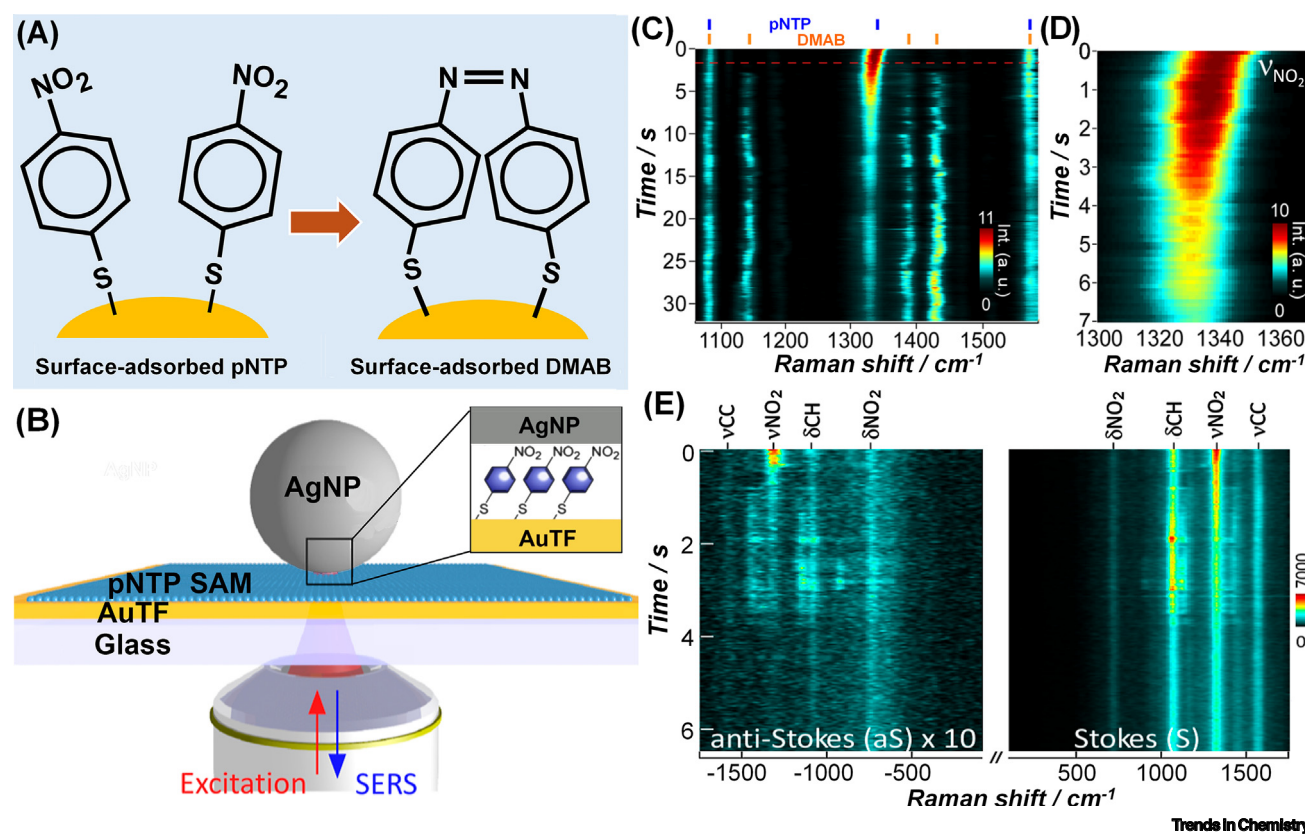 (A)
NO2
NO2
N
N
S
S
S
S
Surface-adsorbed pNTP
Surface-adsorbed DMAB
(B)
AgNP
AgNP
AgNP
NO2 NO2 NO2
S S S
AuTF
pNTP SAM
AuTF
Glass
Excitation
SERS
(C)
pNTP
DMAB
0
5
10
15
20
25
30
Time / s
11
Int. (a. u.)
0
1100 1200 1300 1400 1500
Raman shift / cm-1
(D)
νNO2
0
1
2
3
4
5
6
7
Time / s
10
Int. (a. u.)
0
1300 1320 1340 1360
Raman shift / cm-1
(E)
νCC νNO2 δCH δNO2
δNO2 δCH νNO2 νCC
0
2
4
6
Time / s
anti-Stokes (aS) x 10
Stokes (S)
7000
0
-1500 -1000 -500 // 500 1000 1500
Raman shift / cm-1
Trends in Chemistry